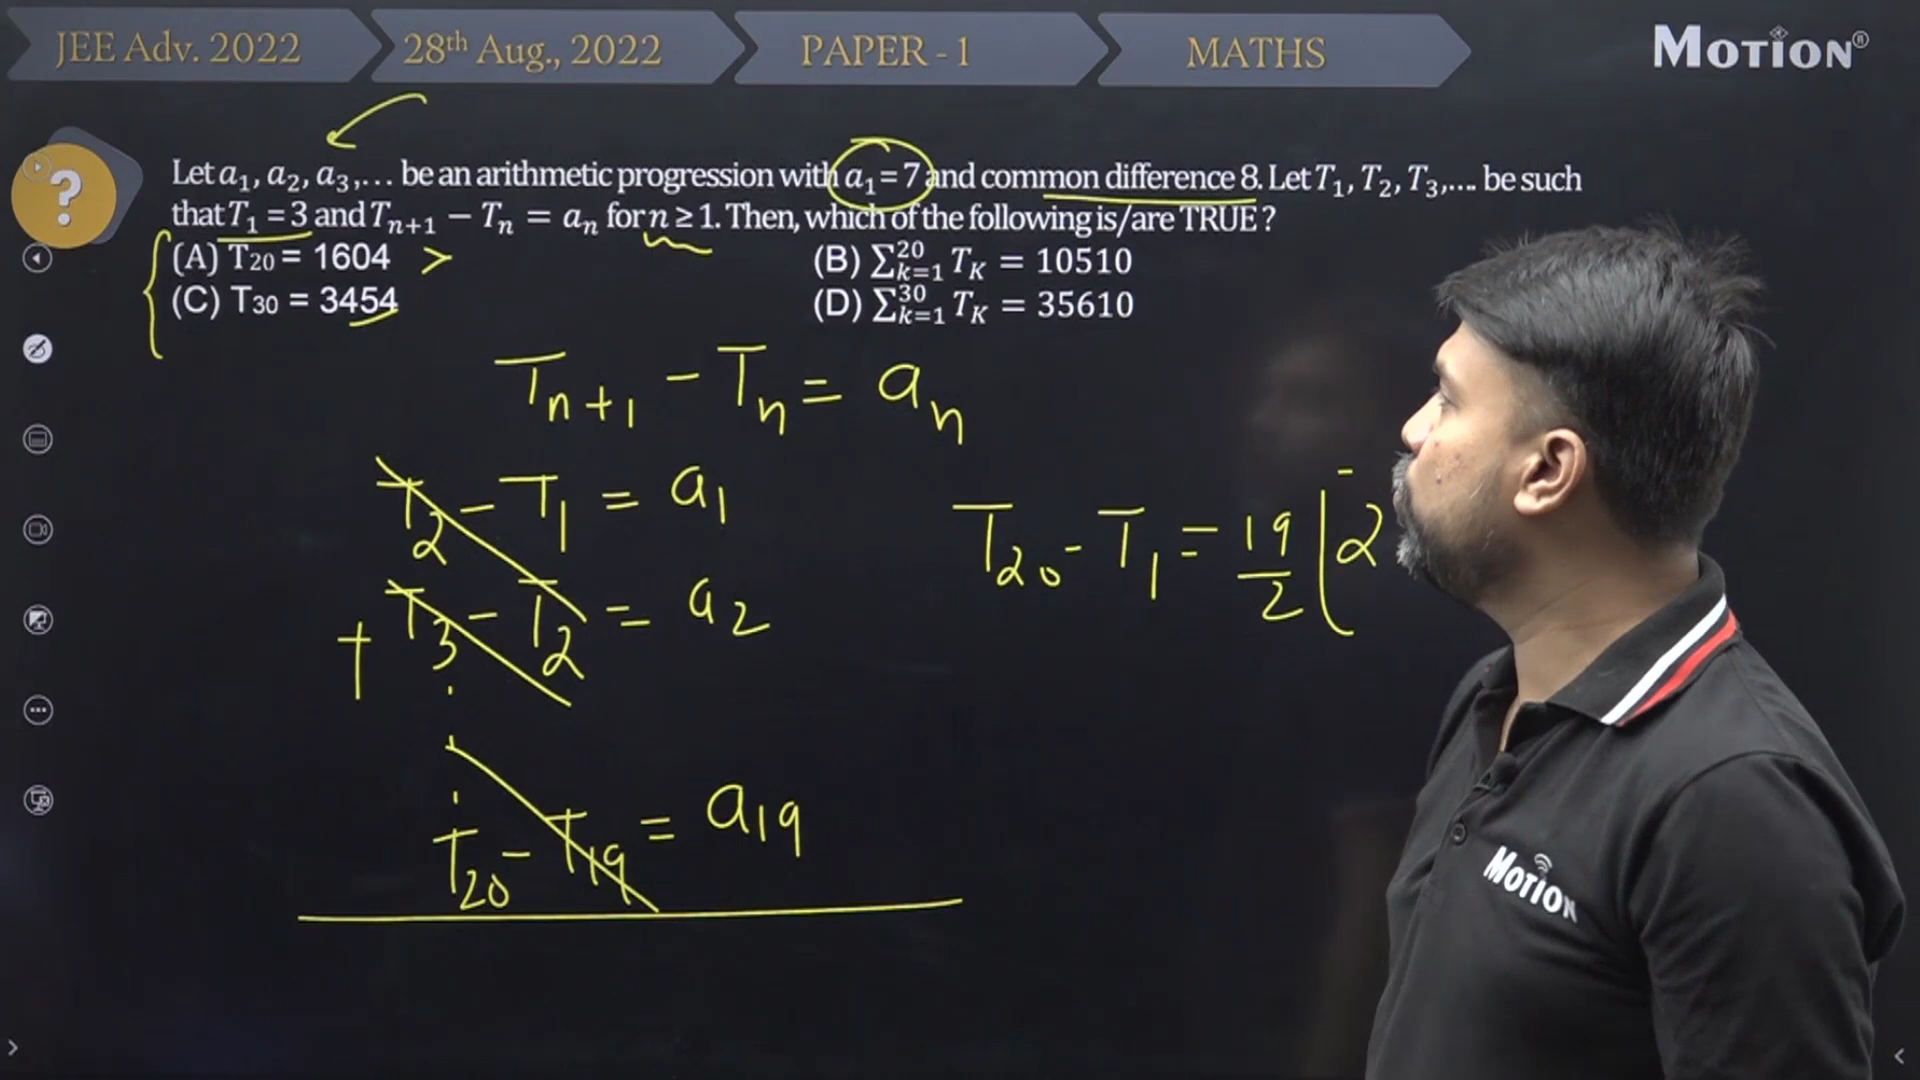 JEE Adv. 2022 28th Aug., 2022 PAPER - 1 MATHS MOTION®
?
Let a₁, a₂, a₃,… be an arithmetic progression with a₁ = 7 and common difference 8. Let T₁, T₂, T₃,…. be such
that T₁ = 3 and Tₙ₊₁ − Tₙ = aₙ for n ≥ 1. Then, which of the following is/are TRUE ?
(A) T₂₀ = 1604 (B) ∑²⁰ₖ₌₁ T_K = 10510
(C) T₃₀ = 3454 (D) ∑³⁰ₖ₌₁ T_K = 35610
Tₙ₊₁ − Tₙ = aₙ
T₂ − T₁ = a₁
T₂₀ − T₁ = 19/2 [2
+ T₃ − T₂ = a₂
T₂₀ − T₁₉ = a₁₉
MOTION